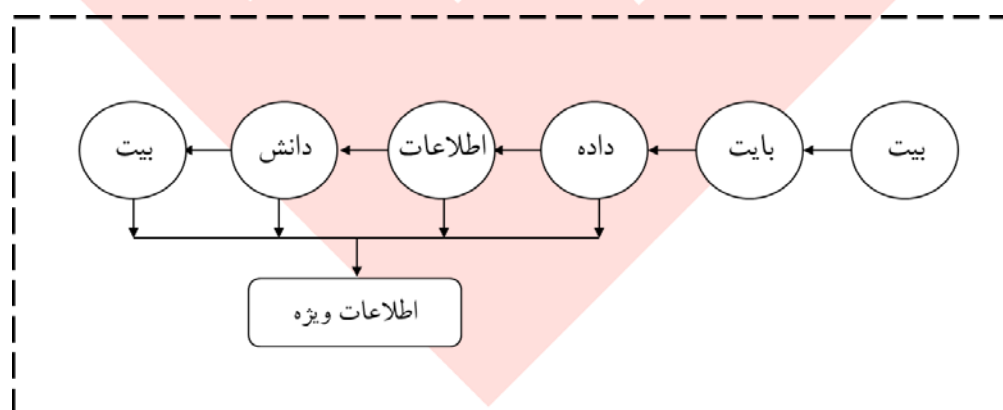 بیت
بایت
داده
اطلاعات
دانش
بیت
اطلاعات ویژه